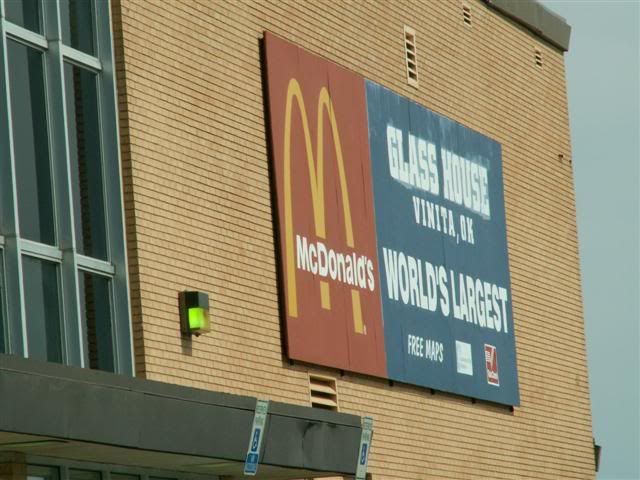 McDonald's
GLASS HOUSE
VINITA, OK
WORLD'S LARGEST
FREE MAPS